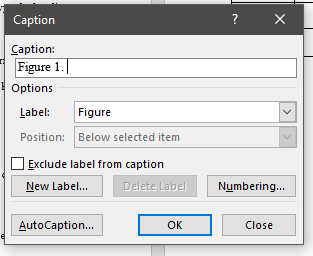 Caption ? ×
Caption:
Figure 1.
Options
Label: Figure
Position: Below selected item
Exclude label from caption
New Label... Delete Label Numbering...
AutoCaption... OK Close